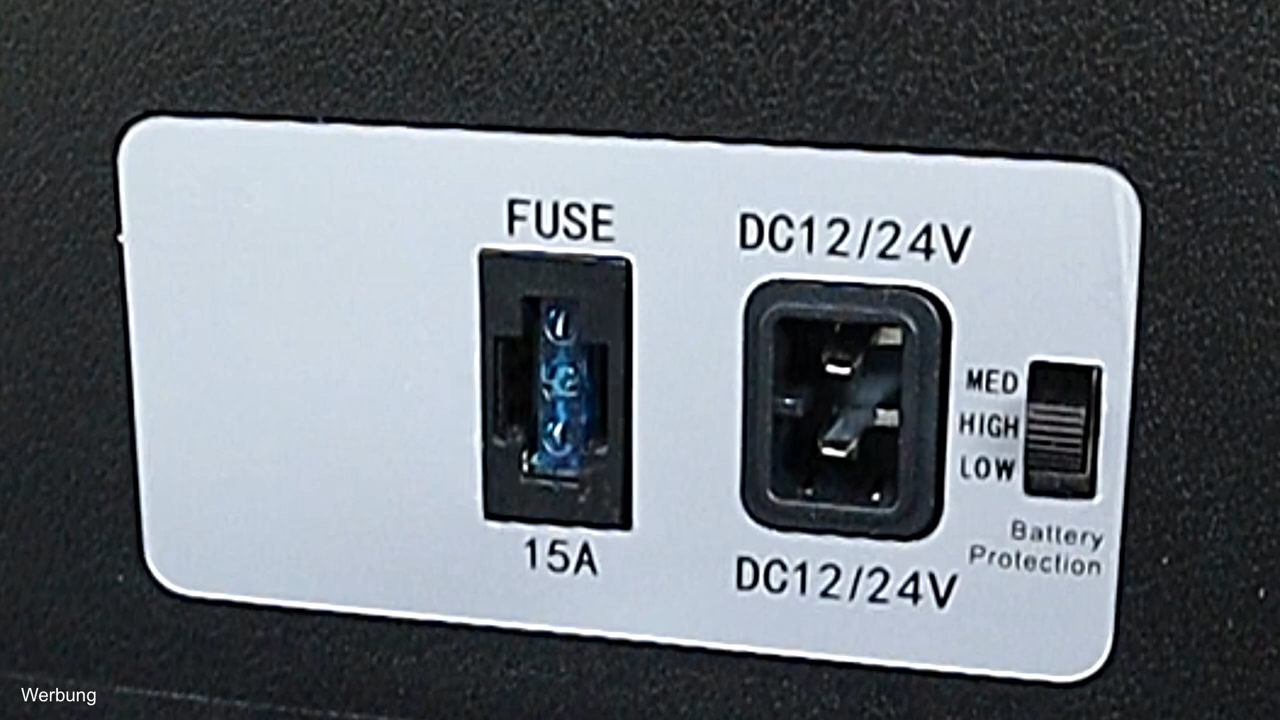 FUSE
DC12/24V
MED
HIGH
LOW
Battery
Protection
15A
DC12/24V
Werbung